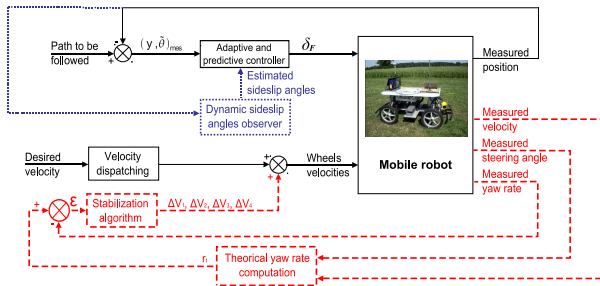 Path to be
followed
+
-
(y,θ̃)mes
Adaptive and
predictive controller
δF
Estimated
sideslip angles
Dynamic sideslip
angles observer
Measured
position
Measured
velocity
Measured
steering angle
Measured
yaw rate
Mobile robot
Desired
velocity
Velocity
dispatching
+
+
Wheels
velocities
+
-
ε
Stabilization
algorithm
ΔV₁, ΔV₂, ΔV₃, ΔV₄
Theorical yaw rate
computation